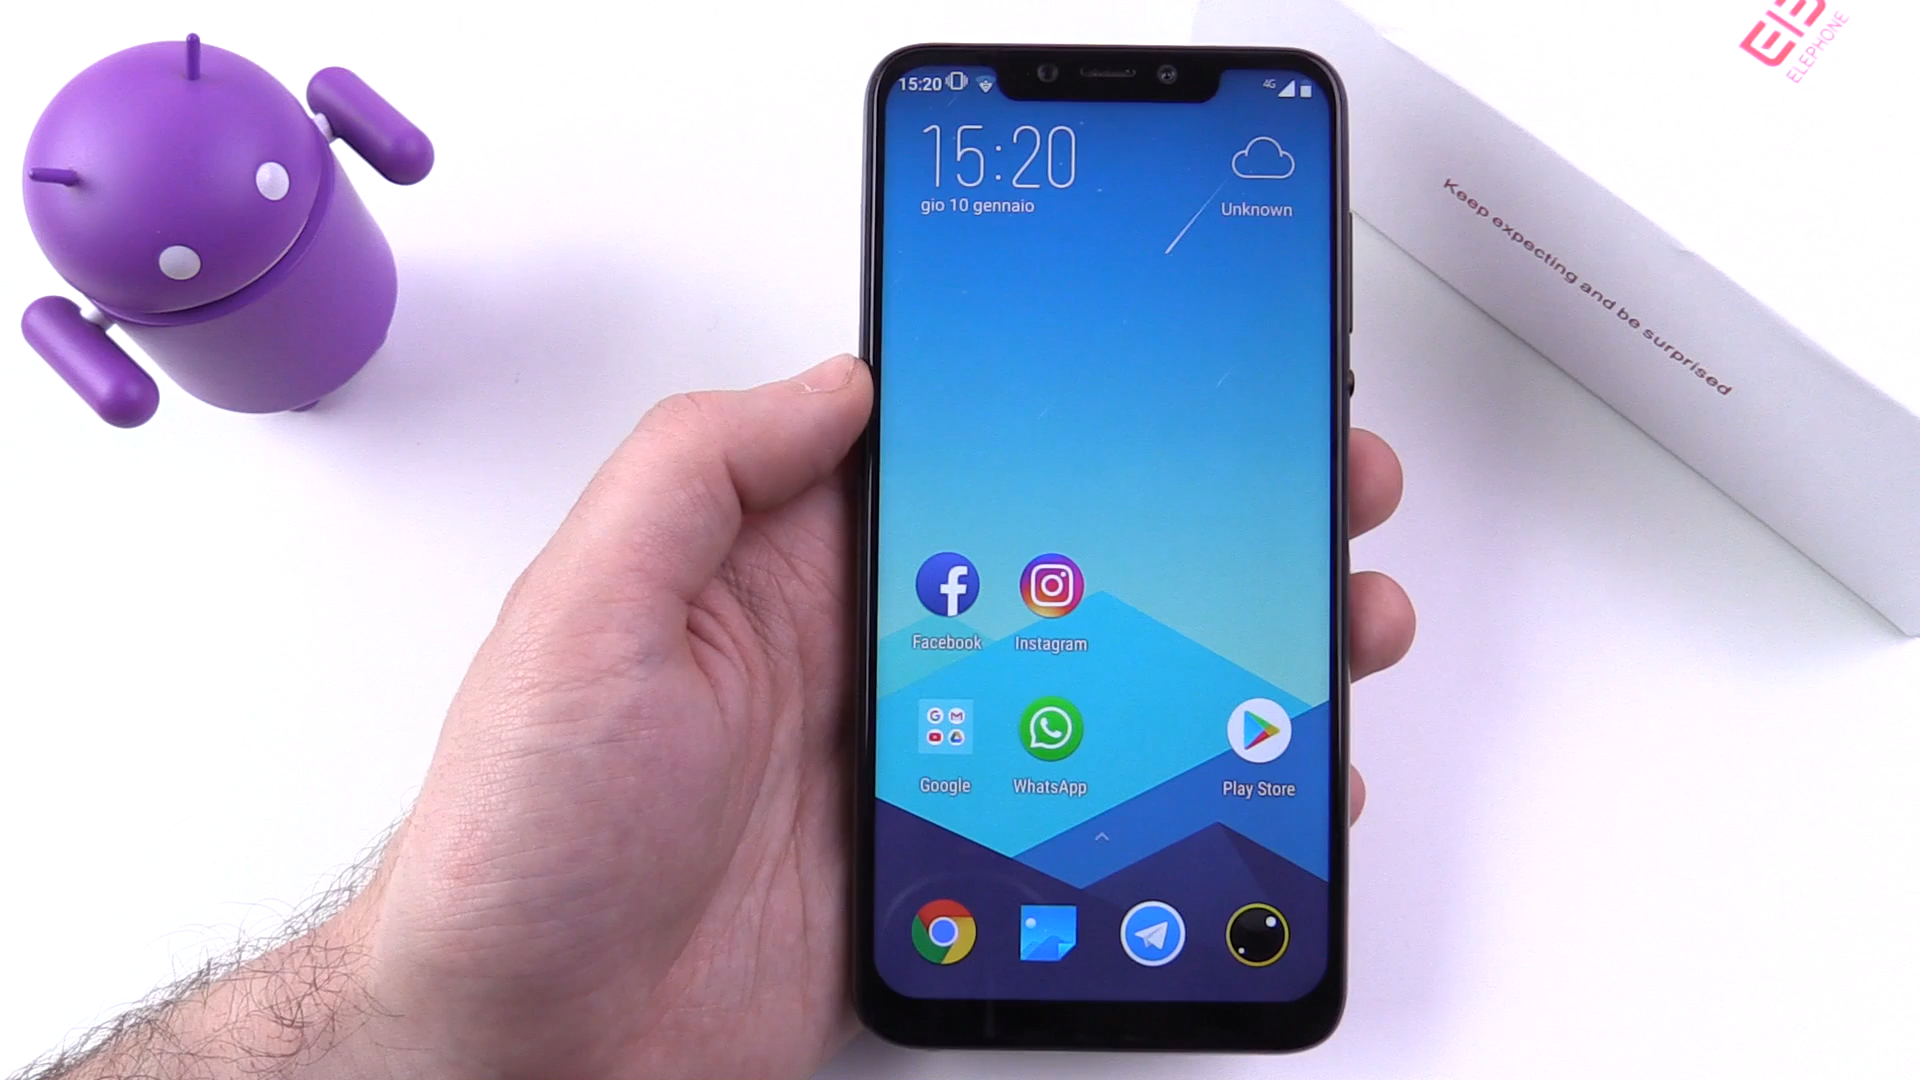 ELEPHONE
Keep expecting and be surprised
15:20
4G
15:20
gio 10 gennaio
Unknown
Facebook
Instagram
Google
WhatsApp
Play Store